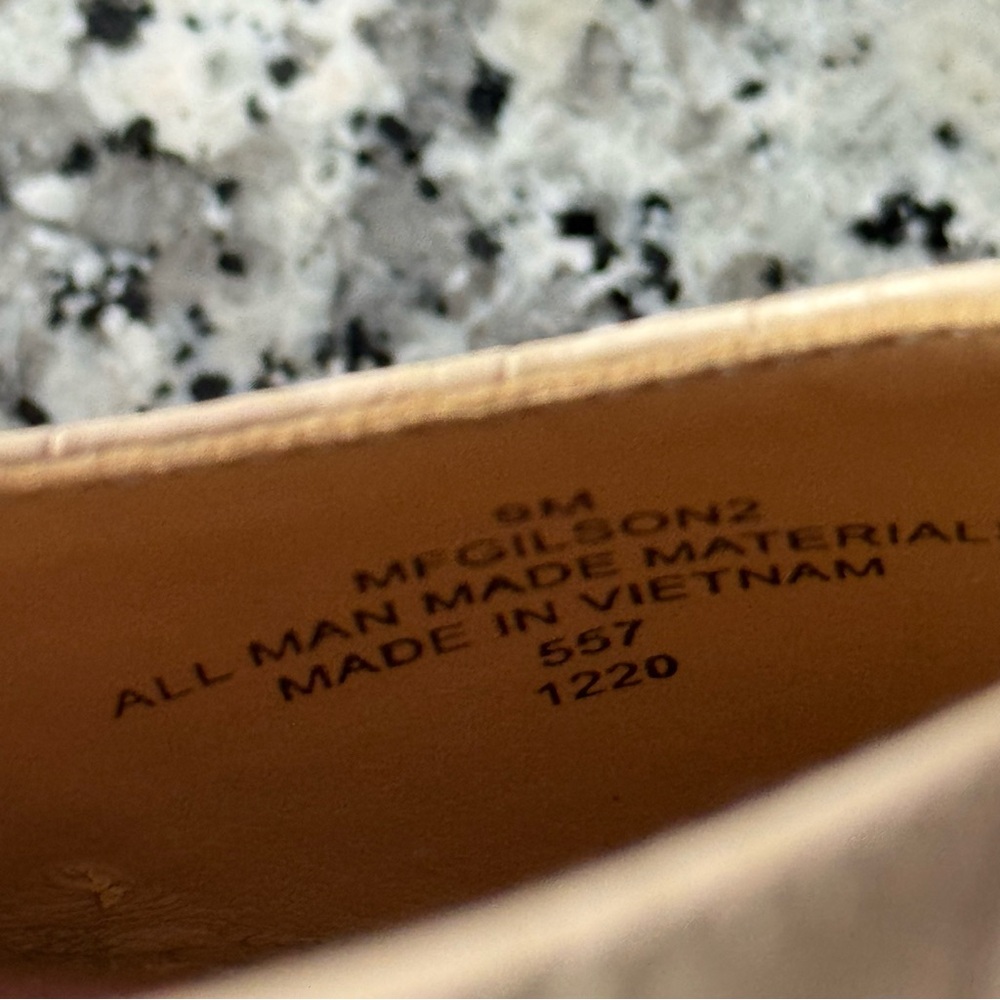 9M
MFGILSON2
ALL MAN MADE MATERIALS
MADE IN VIETNAM
557
1220